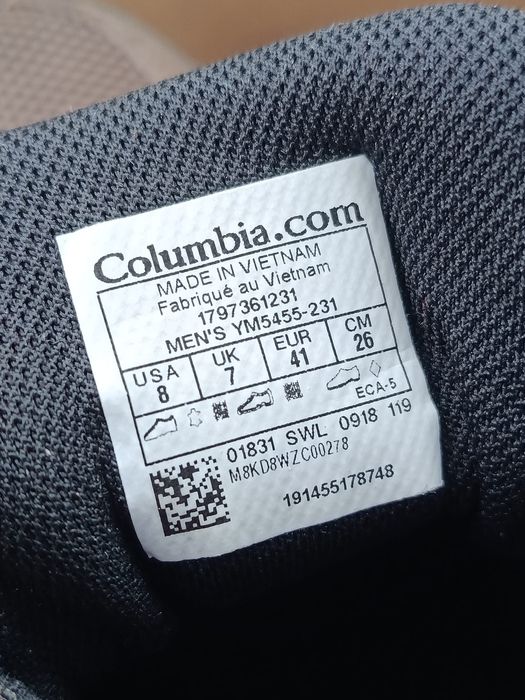 Columbia.com
MADE IN VIETNAM
Fabriqué au Vietnam
1797361231
MEN'S YM5455-231
USA UK EUR CM
8 7 41 26
ECA-5
01831 SWL 0918 119
M8KD8WZC00278
191455178748